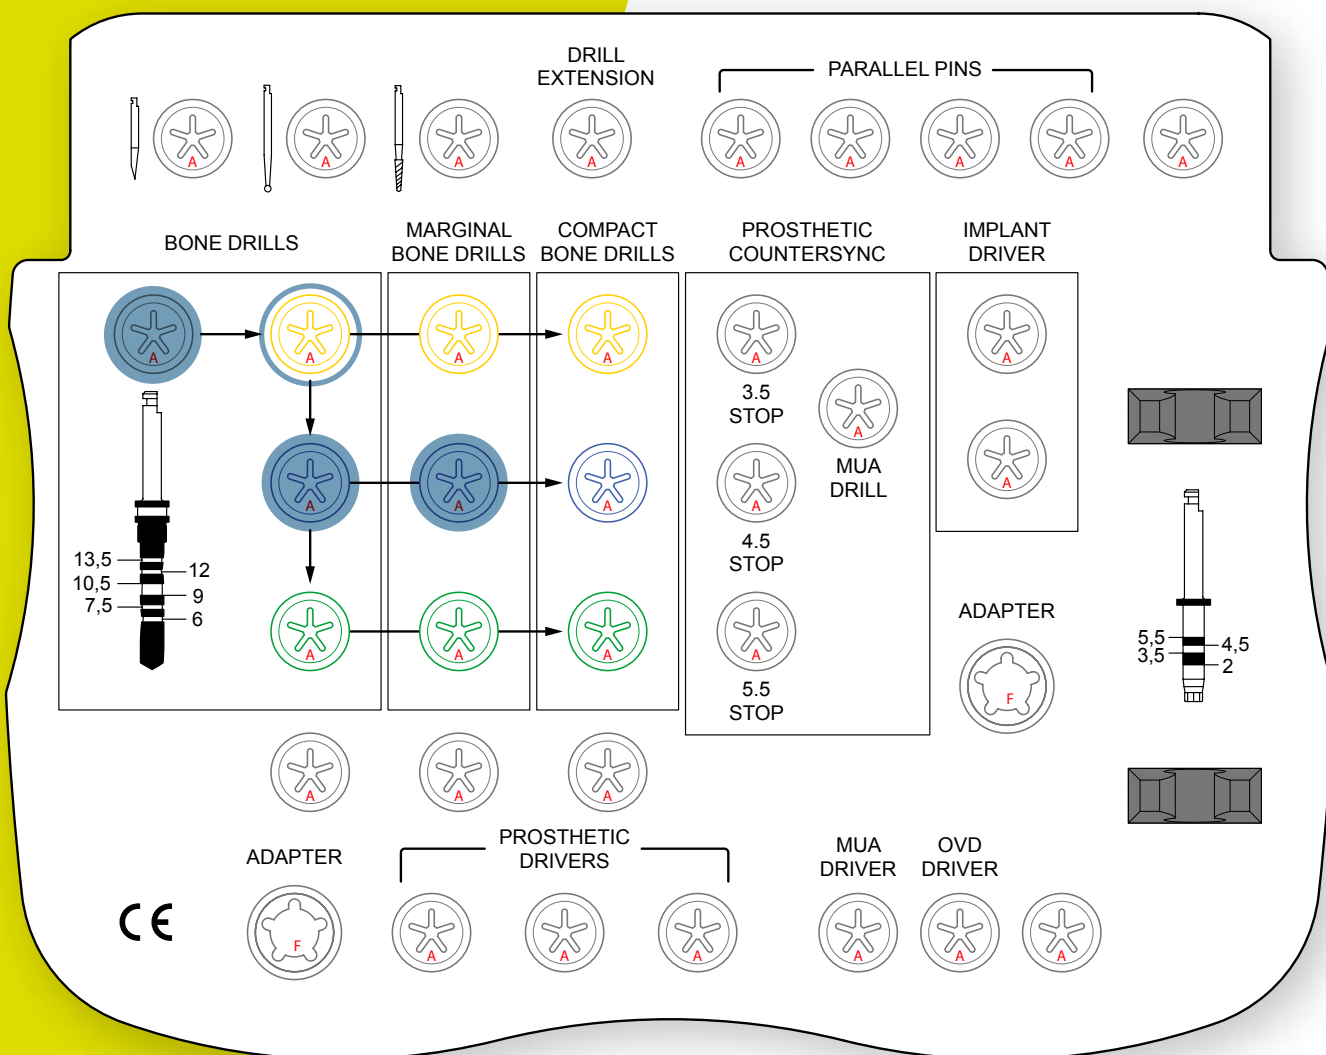 DRILL
EXTENSION
PARALLEL PINS
A A A A A A A A A
BONE DRILLS
MARGINAL
BONE DRILLS
COMPACT
BONE DRILLS
PROSTHETIC
COUNTERSYNC
IMPLANT
DRIVER
A A A A A A
3.5
STOP
A
MUA
DRILL
A A A A A
4.5
STOP
13,5
12
10,5
9
7,5
6
A A A A
5.5
STOP
ADAPTER
F
5,5
4,5
3,5
2
A A A
ADAPTER
F
PROSTHETIC
DRIVERS
MUA
DRIVER
OVD
DRIVER
A A A A A A
CE